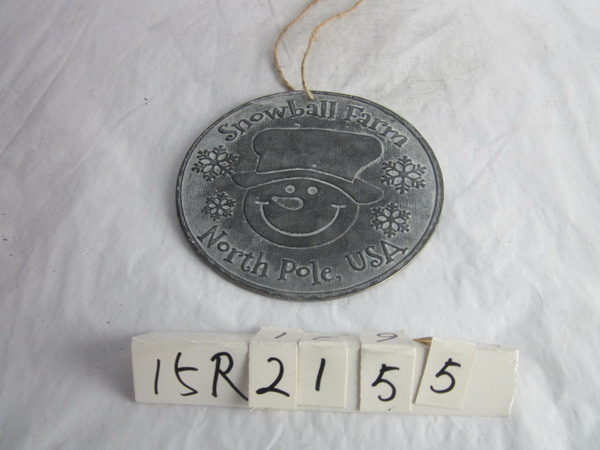 Snowball Farm
North Pole, USA
15R2155